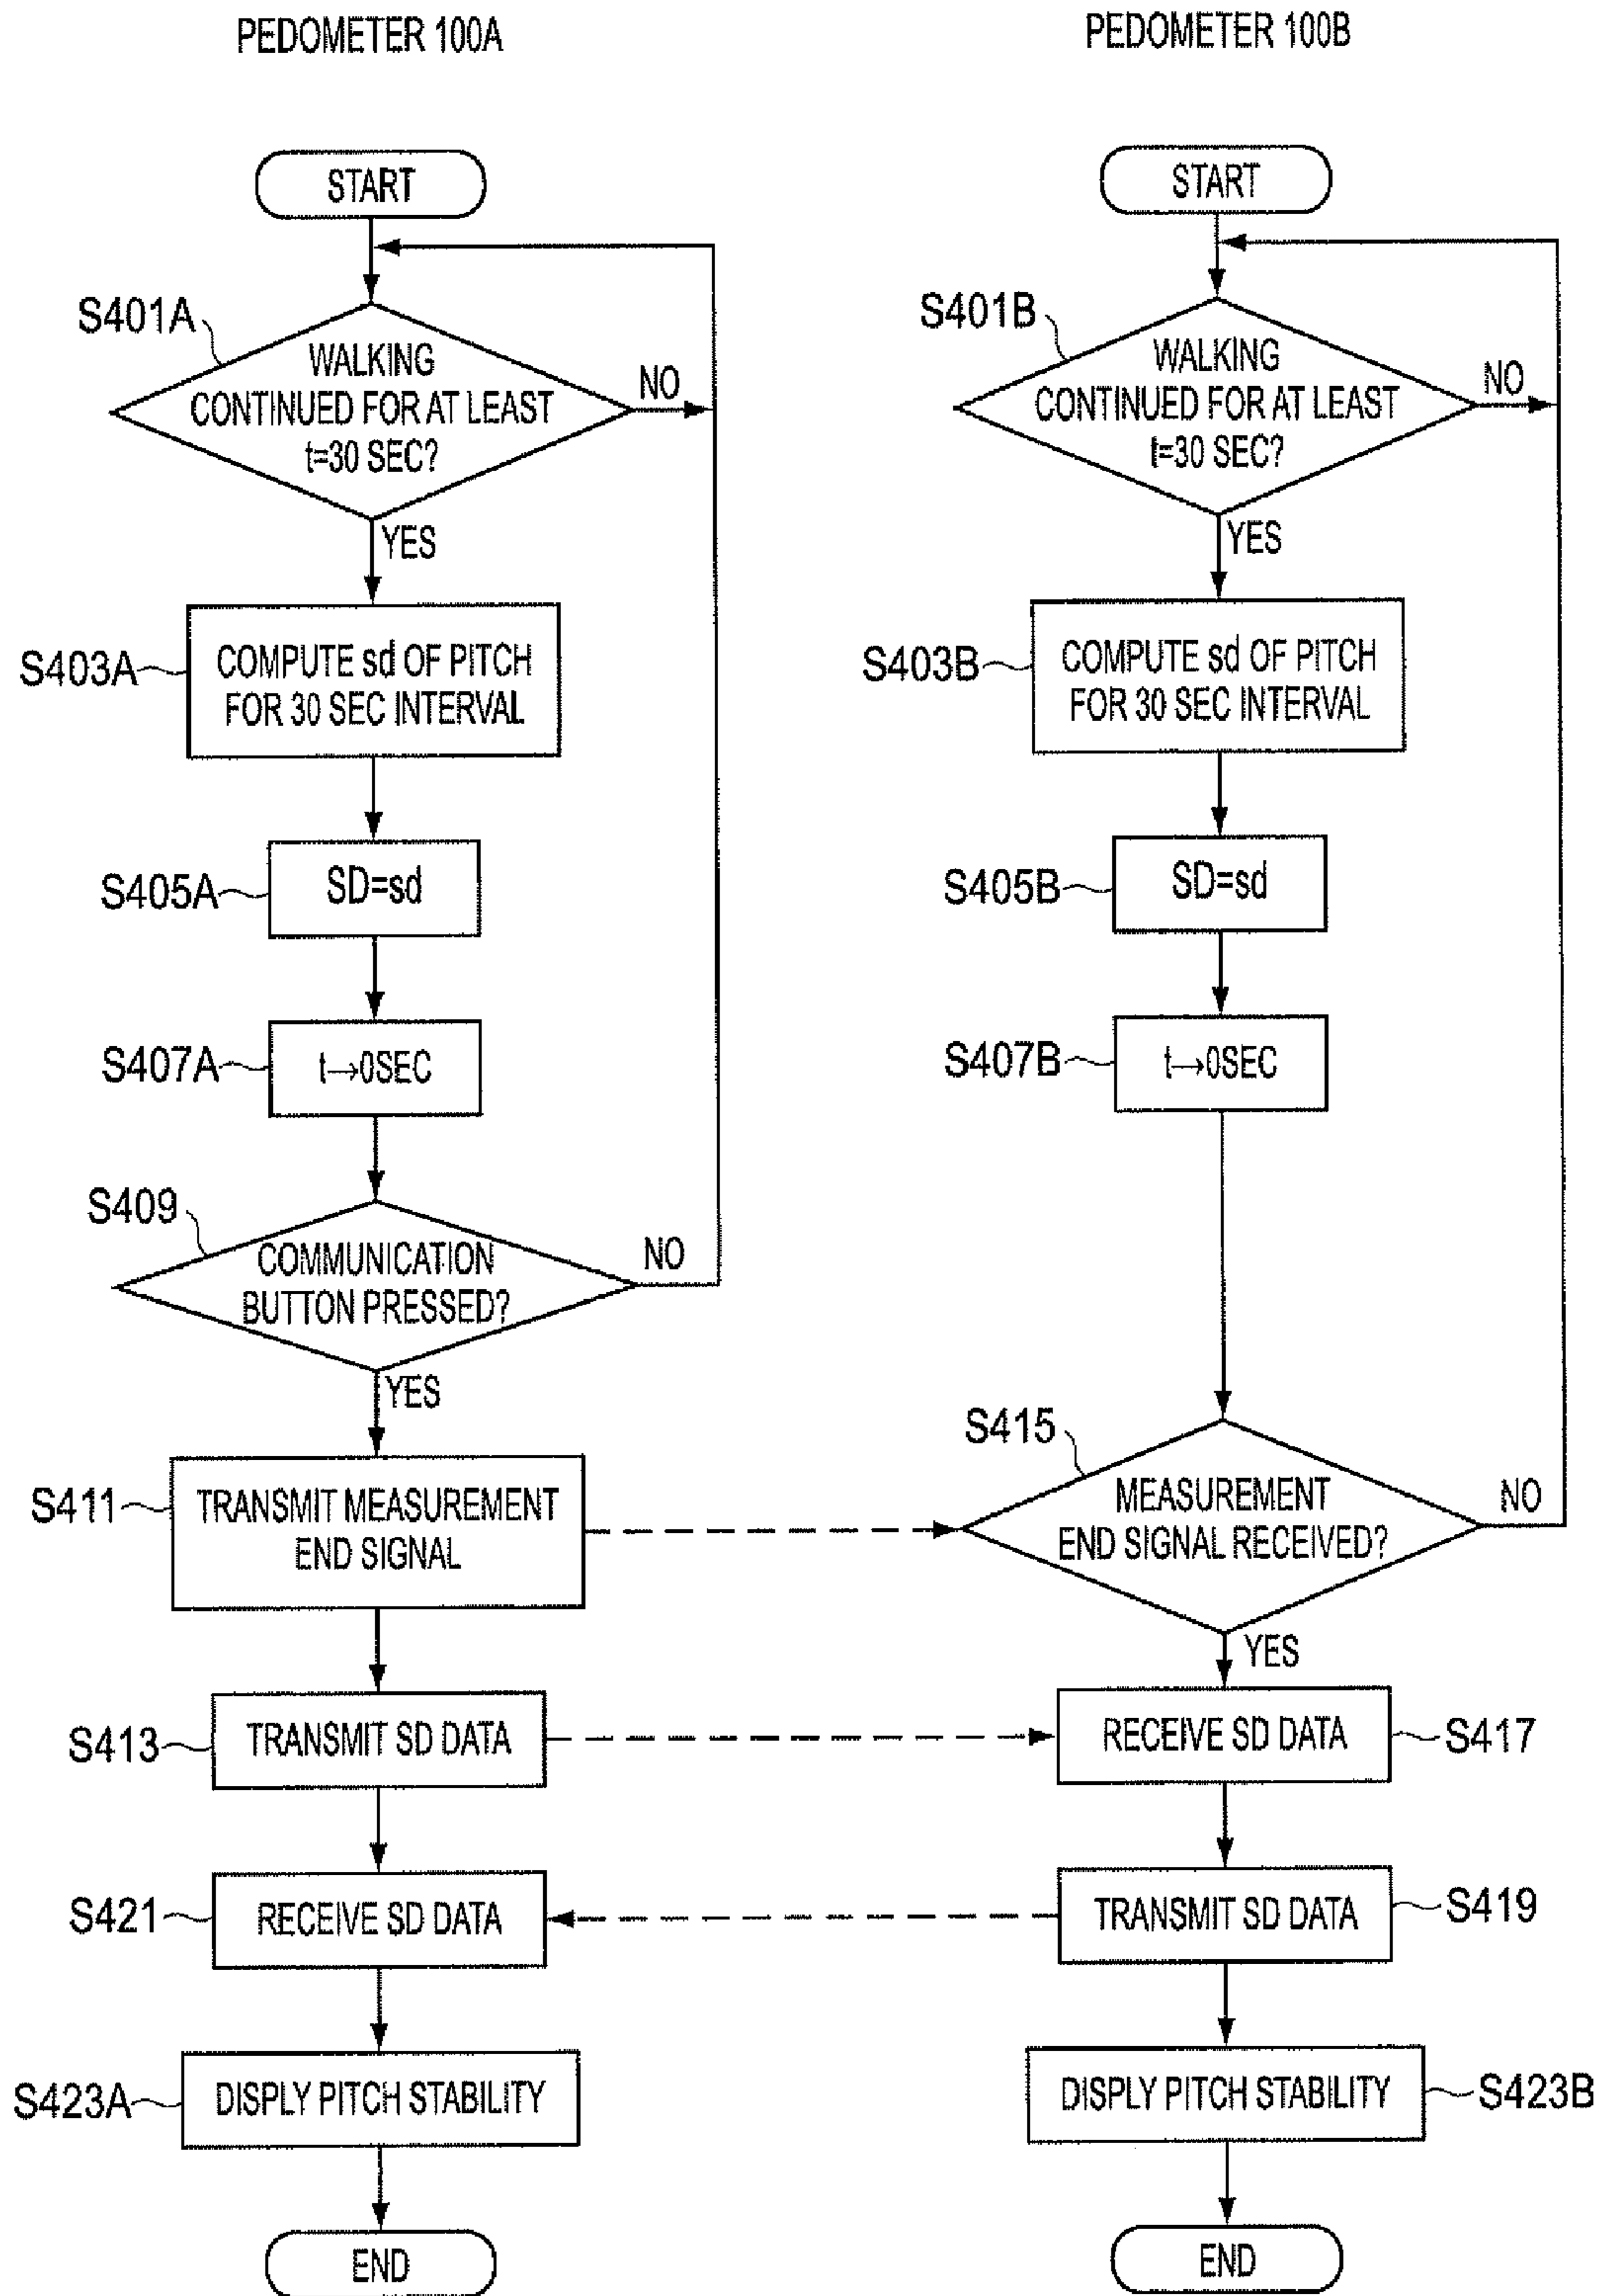 PEDOMETER 100A
START
S401A
WALKING
CONTINUED FOR AT LEAST
t=30 SEC?
NO
YES
S403A
COMPUTE sd OF PITCH
FOR 30 SEC INTERVAL
S405A
SD=sd
S407A
t→0SEC
S409
COMMUNICATION
BUTTON PRESSED?
NO
YES
S411
TRANSMIT MEASUREMENT
END SIGNAL
S413
TRANSMIT SD DATA
S421
RECEIVE SD DATA
S423A
DISPLY PITCH STABILITY
END
PEDOMETER 100B
START
S401B
WALKING
CONTINUED FOR AT LEAST
t=30 SEC?
NO
YES
S403B
COMPUTE sd OF PITCH
FOR 30 SEC INTERVAL
S405B
SD=sd
S407B
t→0SEC
S415
MEASUREMENT
END SIGNAL RECEIVED?
NO
YES
RECEIVE SD DATA
S417
TRANSMIT SD DATA
S419
DISPLY PITCH STABILITY
S423B
END